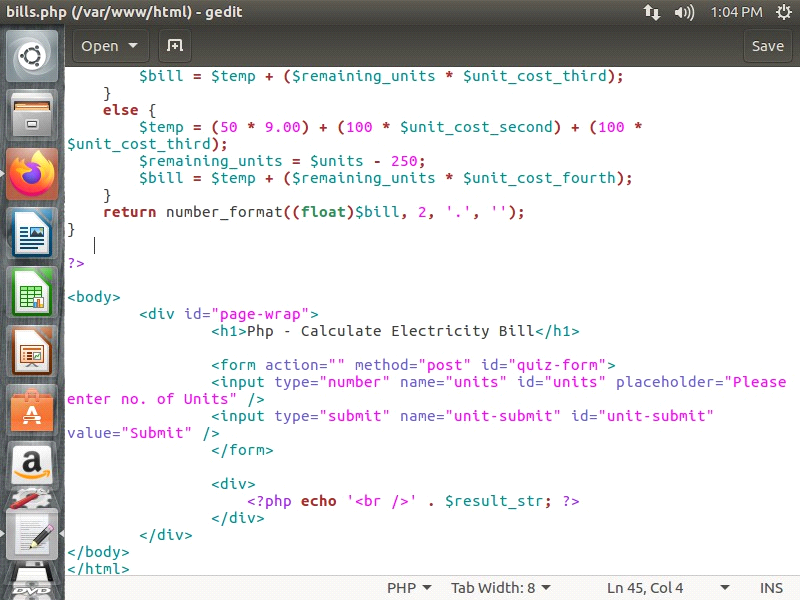 bills.php (/var/www/html) - gedit
1:04 PM
Open
Save
$bill = $temp + ($remaining_units * $unit_cost_third);
}
else {
$temp = (50 * 9.00) + (100 * $unit_cost_second) + (100 *
$unit_cost_third);
$remaining_units = $units - 250;
$bill = $temp + ($remaining_units * $unit_cost_fourth);
}
return number_format((float)$bill, 2, '.', '');
}
?>
<body>
<div id="page-wrap">
<h1>Php - Calculate Electricity Bill</h1>
<form action="" method="post" id="quiz-form">
<input type="number" name="units" id="units" placeholder="Please
enter no. of Units" />
<input type="submit" name="unit-submit" id="unit-submit"
value="Submit" />
</form>
<div>
<?php echo '<br />' . $result_str; ?>
</div>
</div>
</body>
</html>
a
DVD
PHP
Tab Width: 8
Ln 45, Col 4
INS